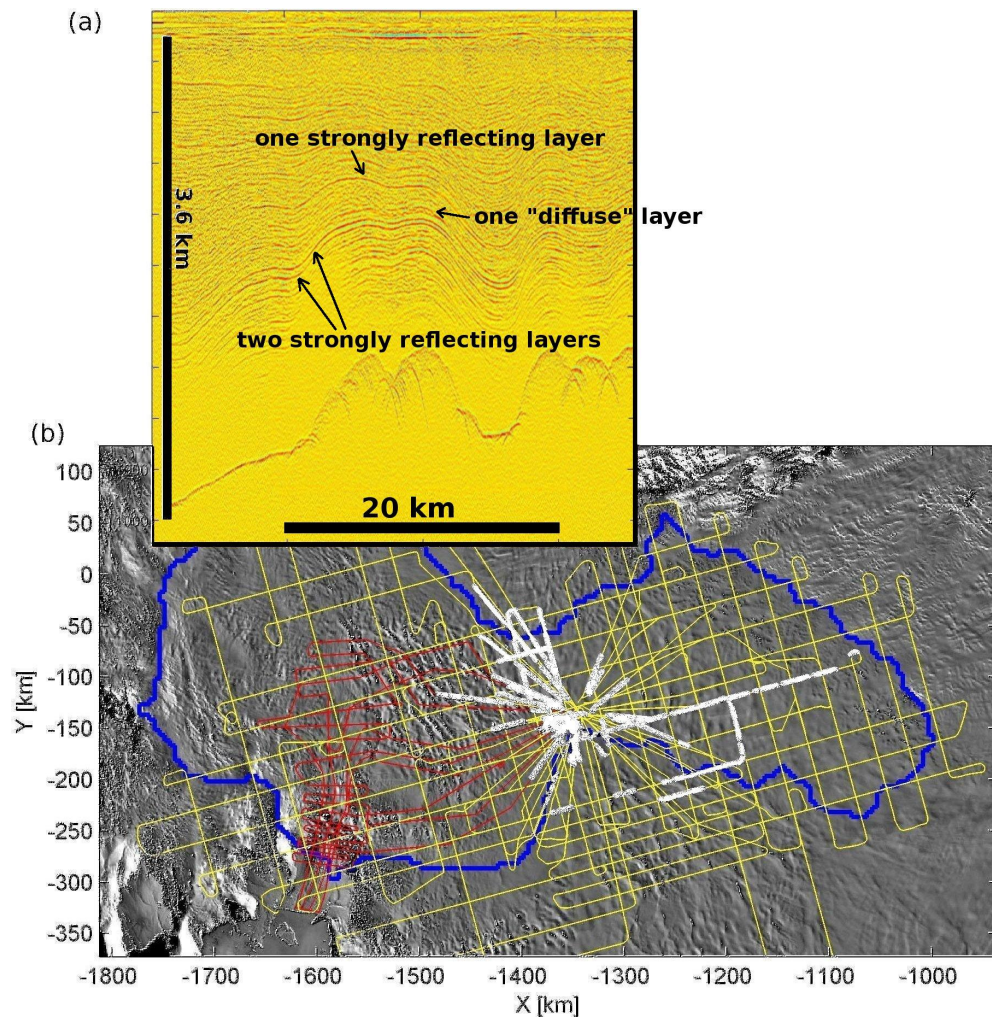 (a)
one strongly reflecting layer
3.6 km
one "diffuse" layer
two strongly reflecting layers
20 km
(b)
100
50
0
-50
-100
-150
-200
-250
-300
-350
Y [km]
-1800 -1700 -1600 -1500 -1400 -1300 -1200 -1100 -1000
X [km]